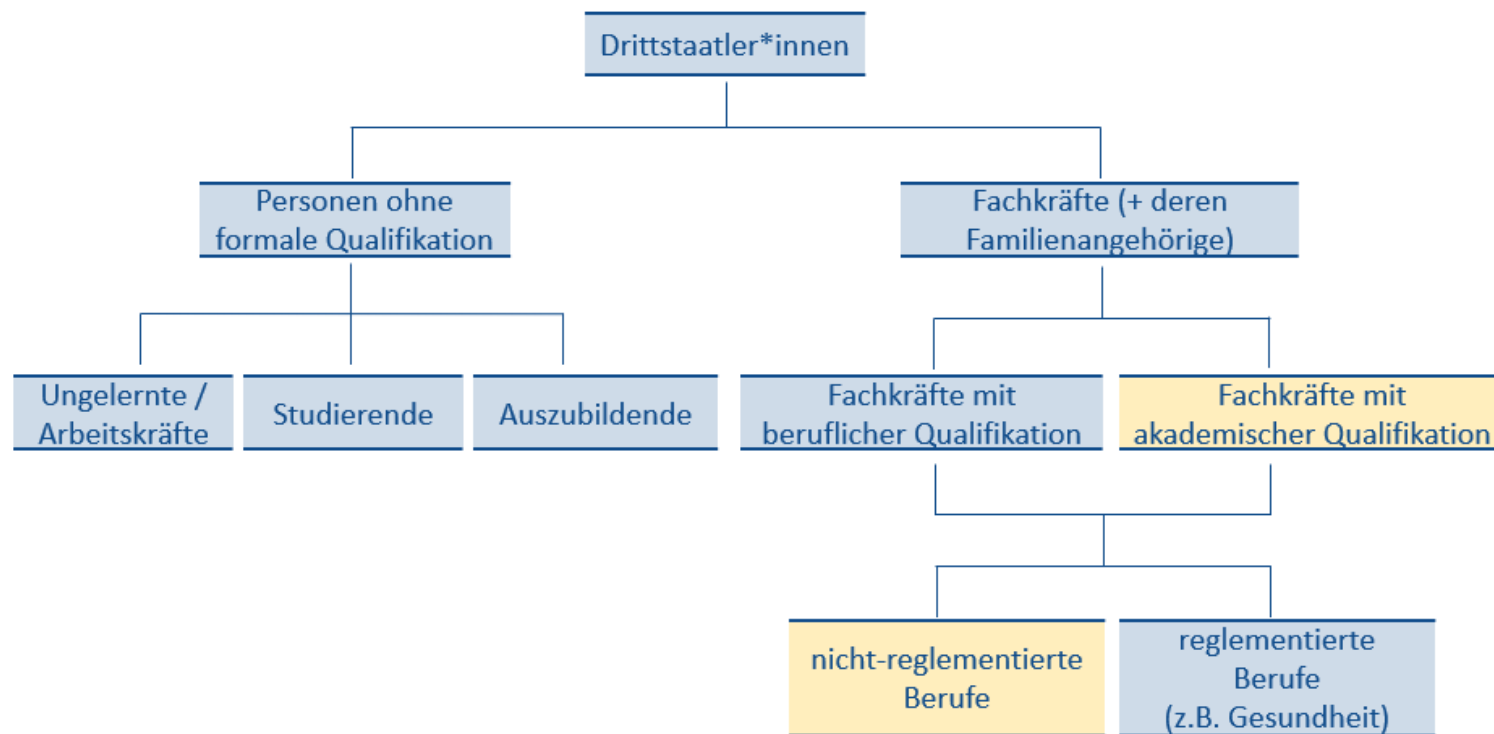 Drittstaatler*innen
Personen ohne
formale Qualifikation
Fachkräfte (+ deren
Familienangehörige)
Ungelernte /
Arbeitskräfte
Studierende
Auszubildende
Fachkräfte mit
beruflicher Qualifikation
Fachkräfte mit
akademischer Qualifikation
nicht-reglementierte
Berufe
reglementierte
Berufe
(z.B. Gesundheit)